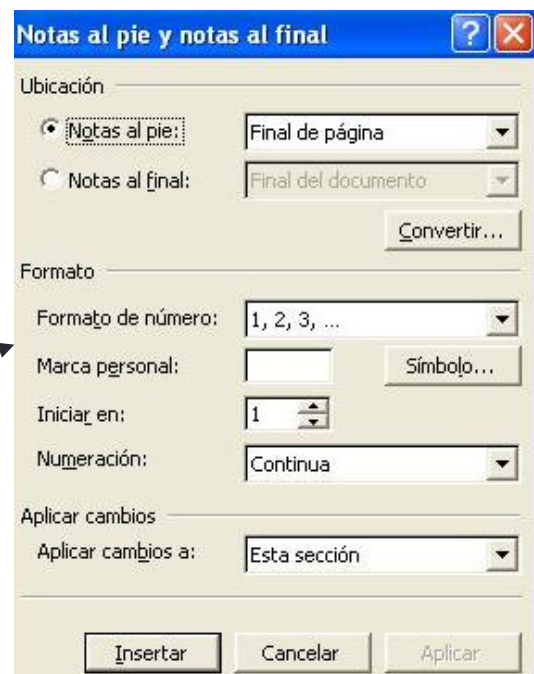 Notas al pie y notas al final
Ubicación
Notas al pie: Final de página
Notas al final: Final del documento
Convertir...
Formato
Formato de número: 1, 2, 3, ...
Marca personal: Símbolo...
Iniciar en: 1
Numeración: Continua
Aplicar cambios
Aplicar cambios a: Esta sección
Insertar Cancelar Aplicar